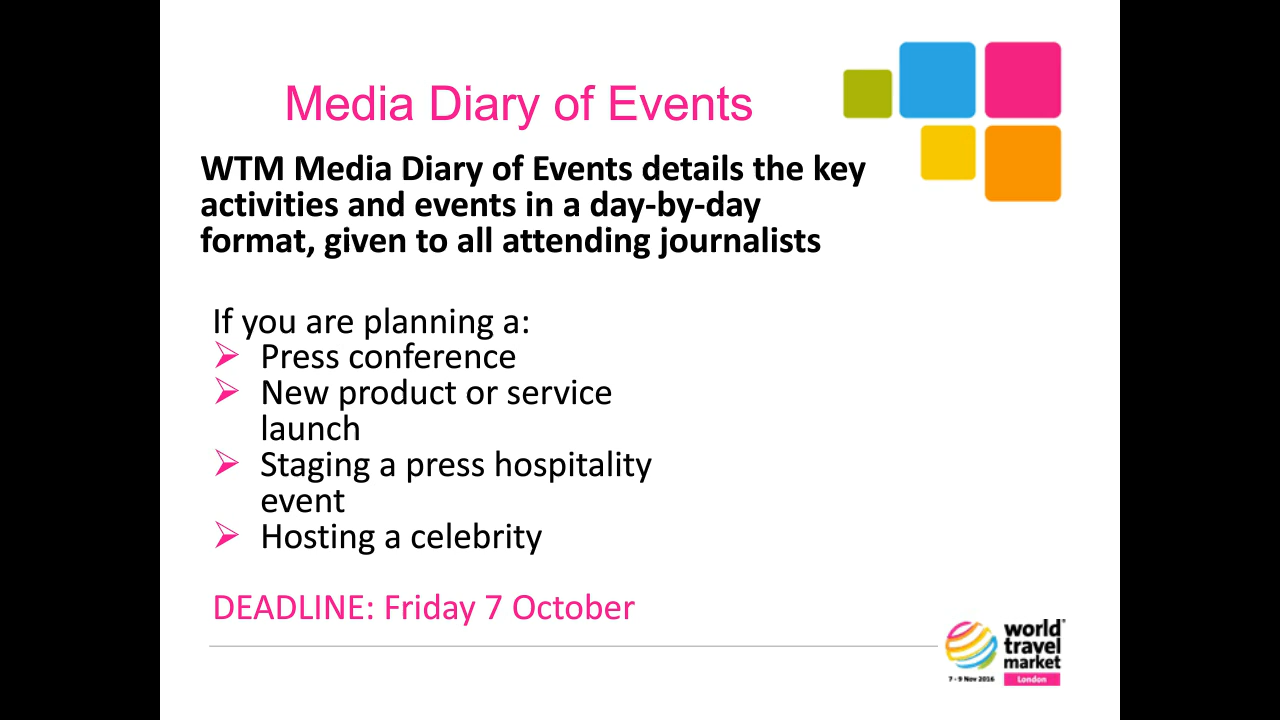 Media Diary of Events
WTM Media Diary of Events details the key
activities and events in a day-by-day
format, given to all attending journalists
If you are planning a:
Press conference
New product or service
launch
Staging a press hospitality
event
Hosting a celebrity
DEADLINE: Friday 7 October
world
travel
market
7 - 9 Nov 2016
London